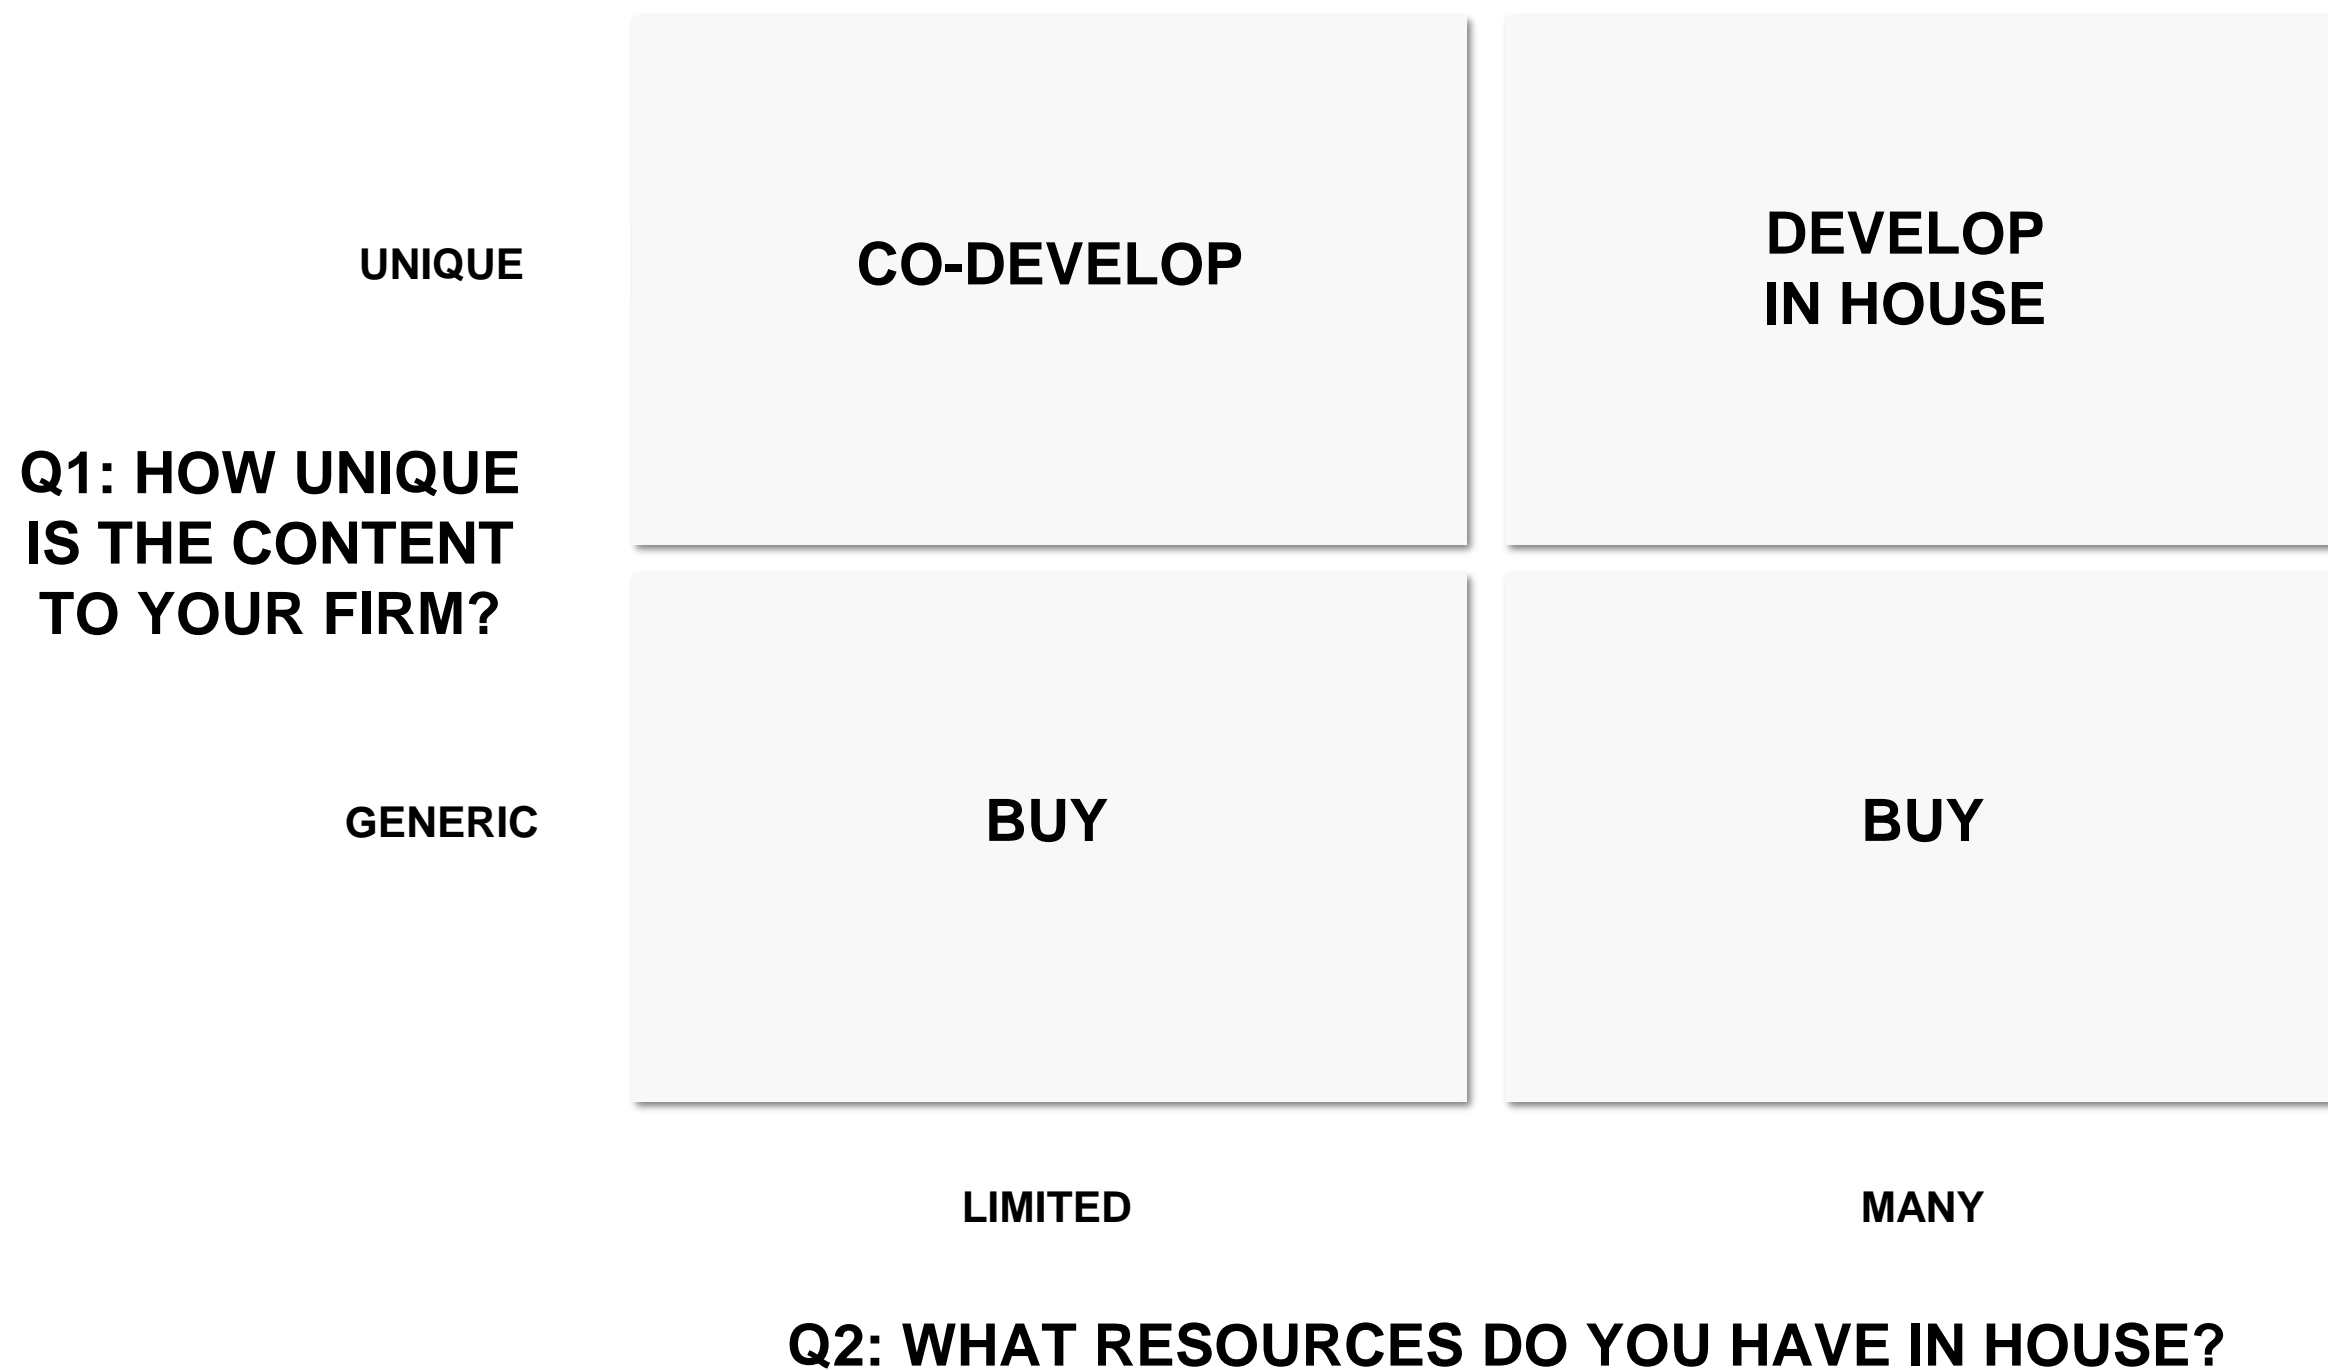 UNIQUE
CO-DEVELOP
DEVELOP
IN HOUSE
Q1: HOW UNIQUE
IS THE CONTENT
TO YOUR FIRM?
GENERIC
BUY
BUY
LIMITED
MANY
Q2: WHAT RESOURCES DO YOU HAVE IN HOUSE?